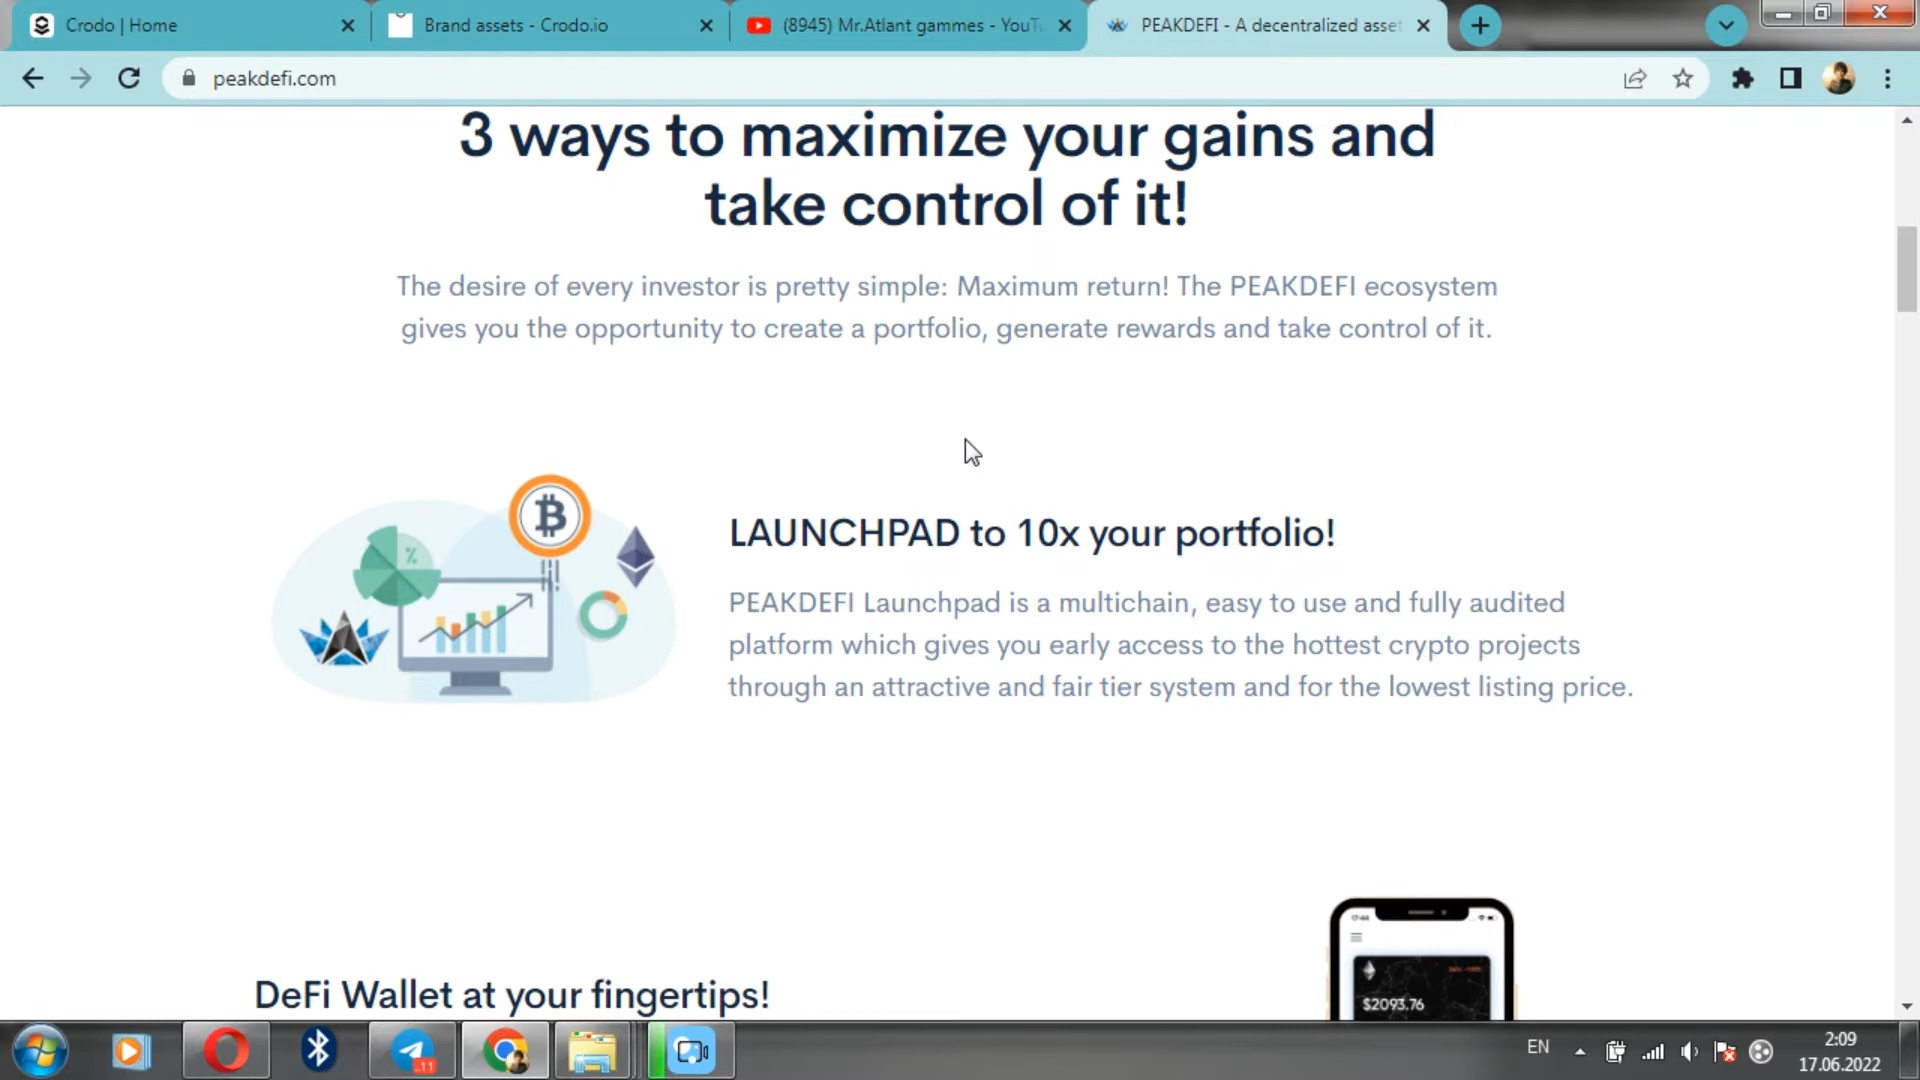 Crodo | Home
Brand assets - Crodo.io
(8945) Mr.Atlant gammes - YouTu
PEAKDEFI - A decentralized asset
peakdefi.com
3 ways to maximize your gains and
take control of it!
The desire of every investor is pretty simple: Maximum return! The PEAKDEFI ecosystem
gives you the opportunity to create a portfolio, generate rewards and take control of it.
LAUNCHPAD to 10x your portfolio!
PEAKDEFI Launchpad is a multichain, easy to use and fully audited
platform which gives you early access to the hottest crypto projects
through an attractive and fair tier system and for the lowest listing price.
DeFi Wallet at your fingertips!
17:44
$2093.76
11
EN
2:09
17.06.2022